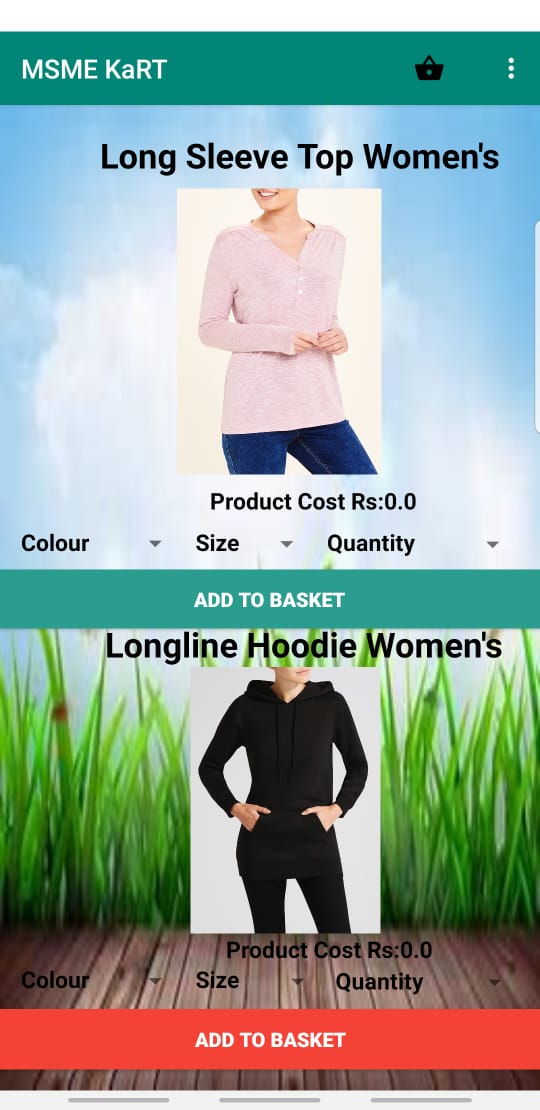 MSME KaRT
Long Sleeve Top Women's
Product Cost Rs:0.0
Colour Size Quantity
ADD TO BASKET
Longline Hoodie Women's
Product Cost Rs:0.0
Colour Size Quantity
ADD TO BASKET